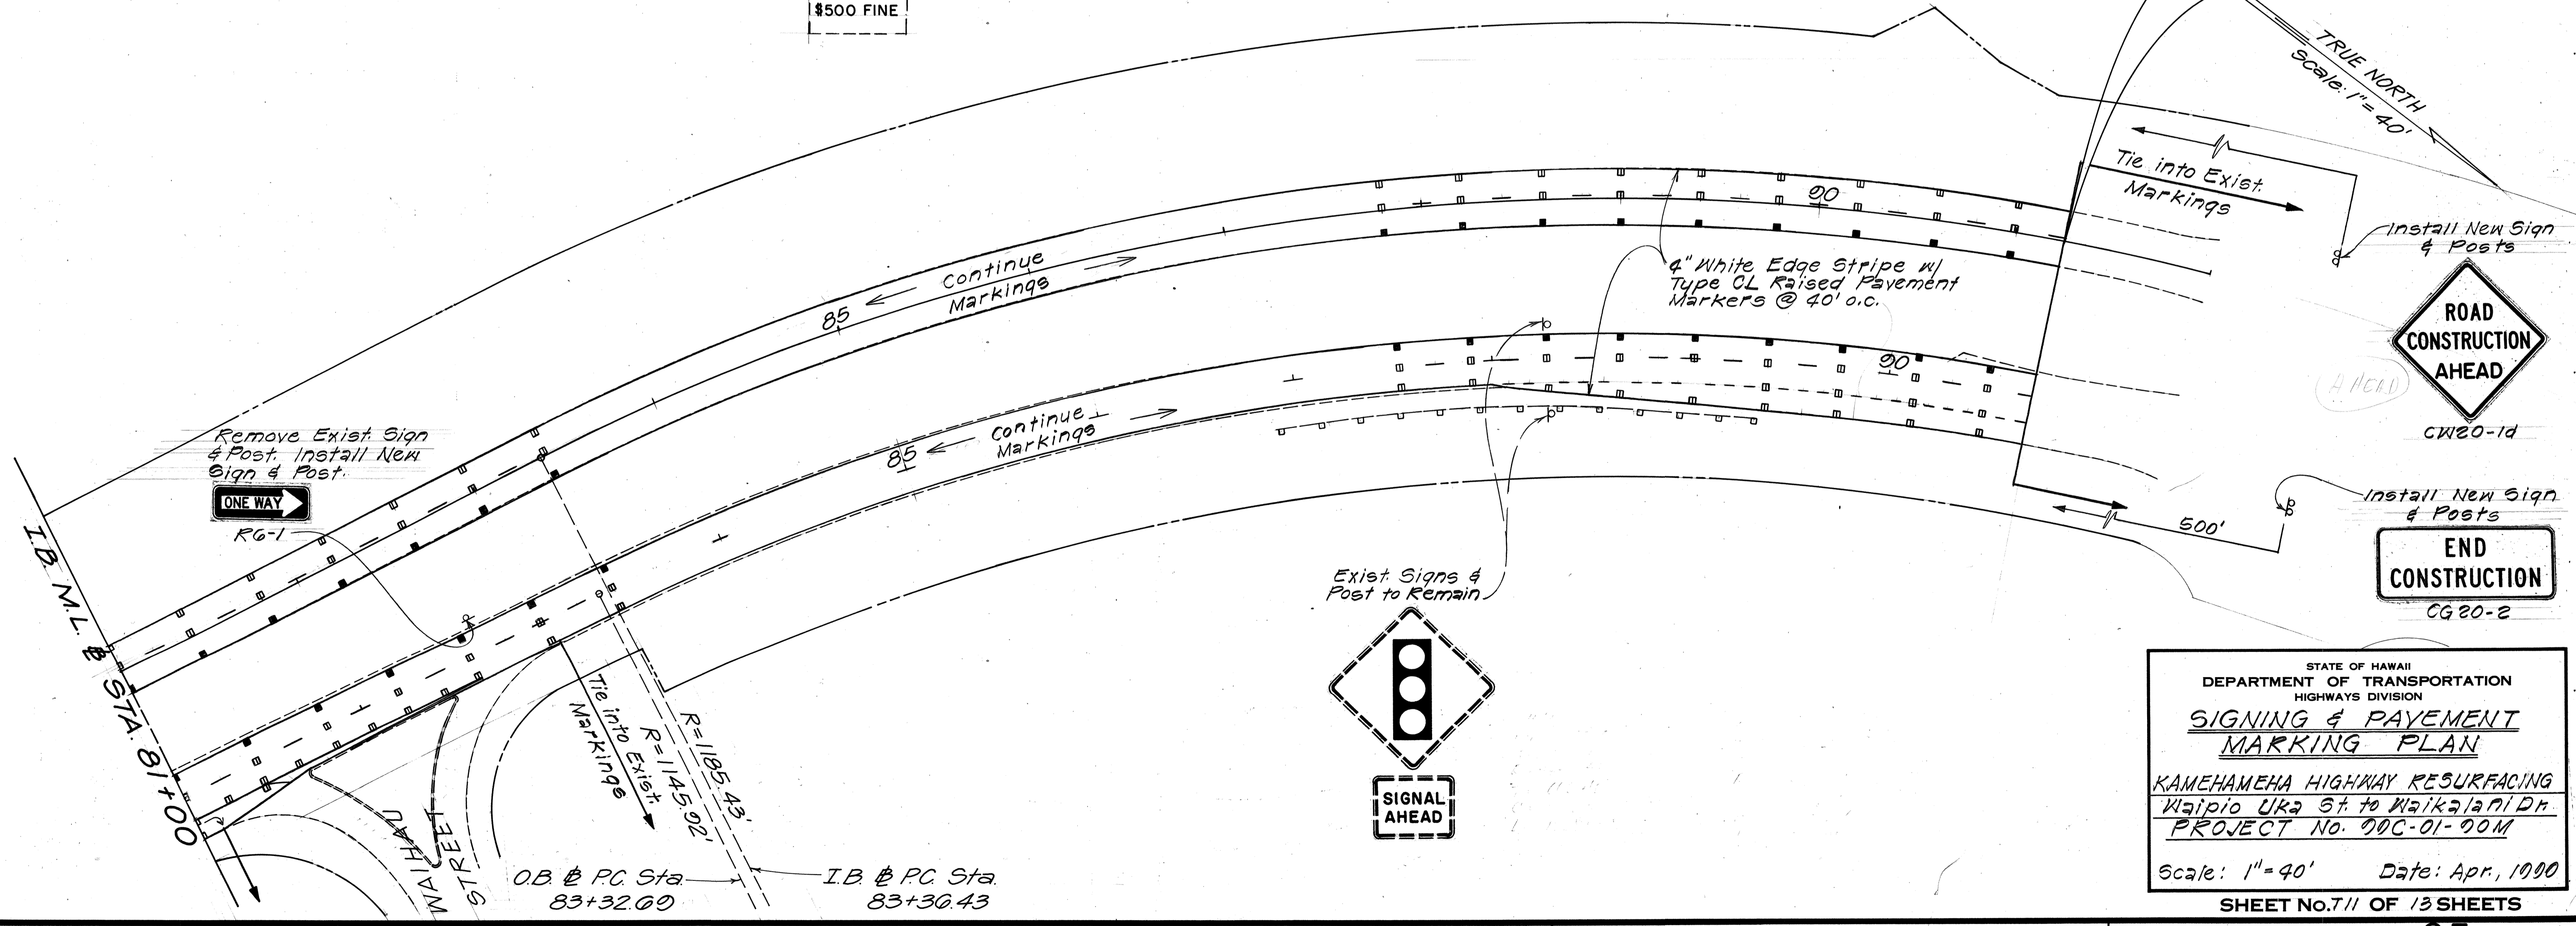 $500 FINE
TRUE NORTH
Scale: 1"= 40'
Tie into Exist.
Markings
Install New Sign
& Posts
ROAD
CONSTRUCTION
AHEAD
AHEAD
CW20-1d
90
4" White Edge Stripe w/
Type CL Raised Pavement
Markers @ 40' o.c.
Continue
Markings
85
90
Continue
Markings
85
Remove Exist. Sign
& Post. Install New
Sign & Post.
ONE WAY
R6-1
I.B. M.L. ℄ STA. 81+00
Install New Sign
& Posts
500'
END
CONSTRUCTION
CG20-2
Exist. Signs &
Post to Remain
SIGNAL
AHEAD
Tie into Exist.
Markings
R=1145.92'
R=1185.43'
WAIHAU
STREET
O.B. ℄ P.C. Sta.
83+32.69
I.B. ℄ P.C. Sta.
83+36.43
STATE OF HAWAII
DEPARTMENT OF TRANSPORTATION
HIGHWAYS DIVISION
SIGNING & PAVEMENT
MARKING PLAN
KAMEHAMEHA HIGHWAY RESURFACING
Waipio Uka St. to Waikalani Dr.
PROJECT No. 99C-01-90M
Scale: 1"=40' Date: Apr., 1990
SHEET No. T11 OF 13 SHEETS